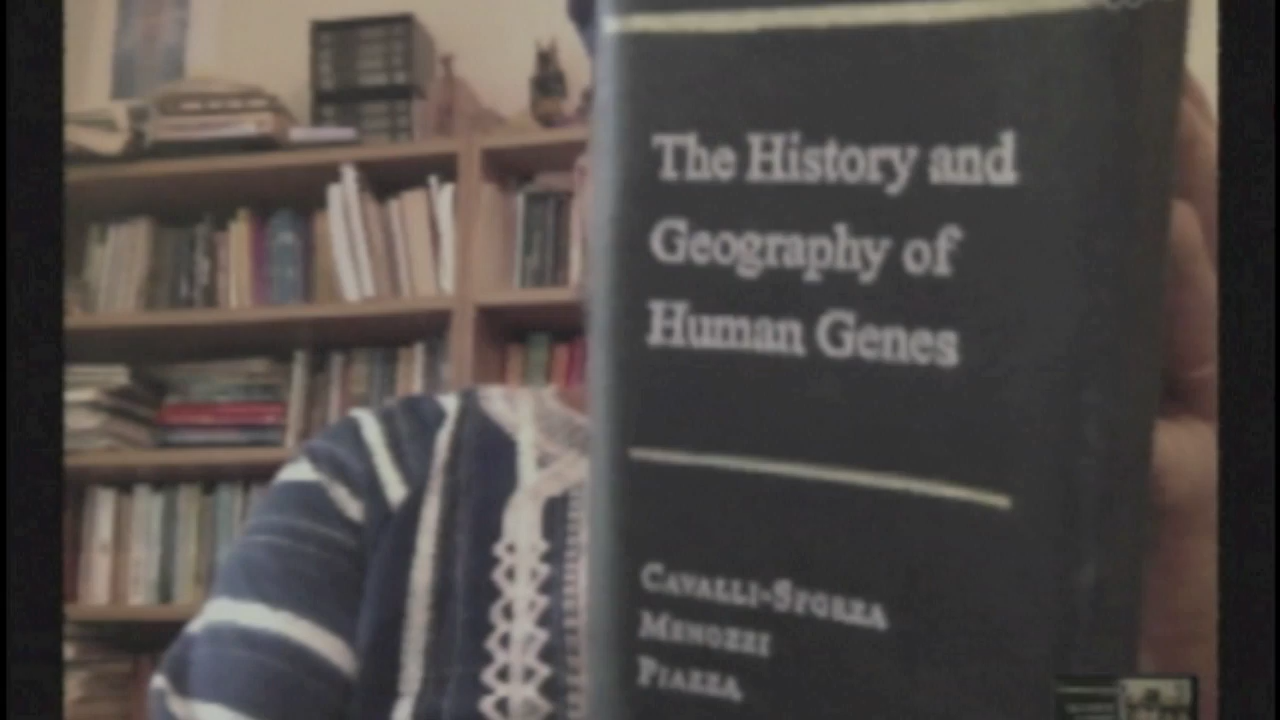 The History and
Geography of
Human Genes
CAVALLI-SFORZA
MENOZZI
PIAZZA